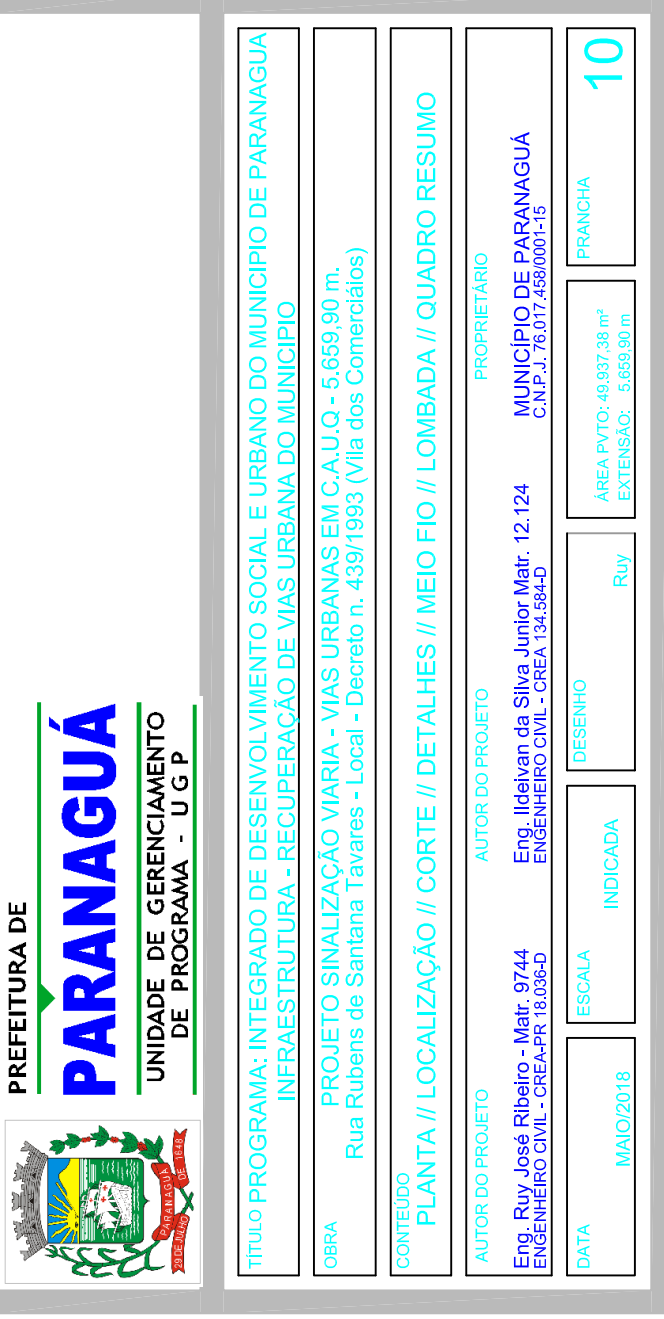 PREFEITURA DE
PARANAGUÁ
UNIDADE DE GERENCIAMENTO
DE PROGRAMA - U G P
29 DE JULHO
PARANAGUÁ
DE 1648
TÍTULO PROGRAMA: INTEGRADO DE DESENVOLVIMENTO SOCIAL E URBANO DO MUNICIPIO DE PARANAGUA
INFRAESTRUTURA - RECUPERAÇÃO DE VIAS URBANA DO MUNICIPIO
OBRA
PROJETO SINALIZAÇÃO VIARIA - VIAS URBANAS EM C.A.U.Q - 5.659,90 m.
Rua Rubens de Santana Tavares - Local - Decreto n. 439/1993 (Vila dos Comerciálos)
CONTEÚDO
PLANTA // LOCALIZAÇÃO // CORTE // DETALHES // MEIO FIO // LOMBADA // QUADRO RESUMO
AUTOR DO PROJETO
Eng. Ruy José Ribeiro - Matr. 9744
ENGENHEIRO CIVIL - CREA-PR 18.036-D
AUTOR DO PROJETO
Eng. Ildeivan da Silva Junior Matr. 12.124
ENGENHEIRO CIVIL - CREA 134.584-D
PROPRIETÁRIO
MUNICÍPIO DE PARANAGUÁ
C.N.P.J. 76.017.458/0001-15
DATA
MAIO/2018
ESCALA
INDICADA
DESENHO
Ruy
ÁREA PVTO: 49.937,38 m²
EXTENSÃO: 5.659,90 m
PRANCHA
10